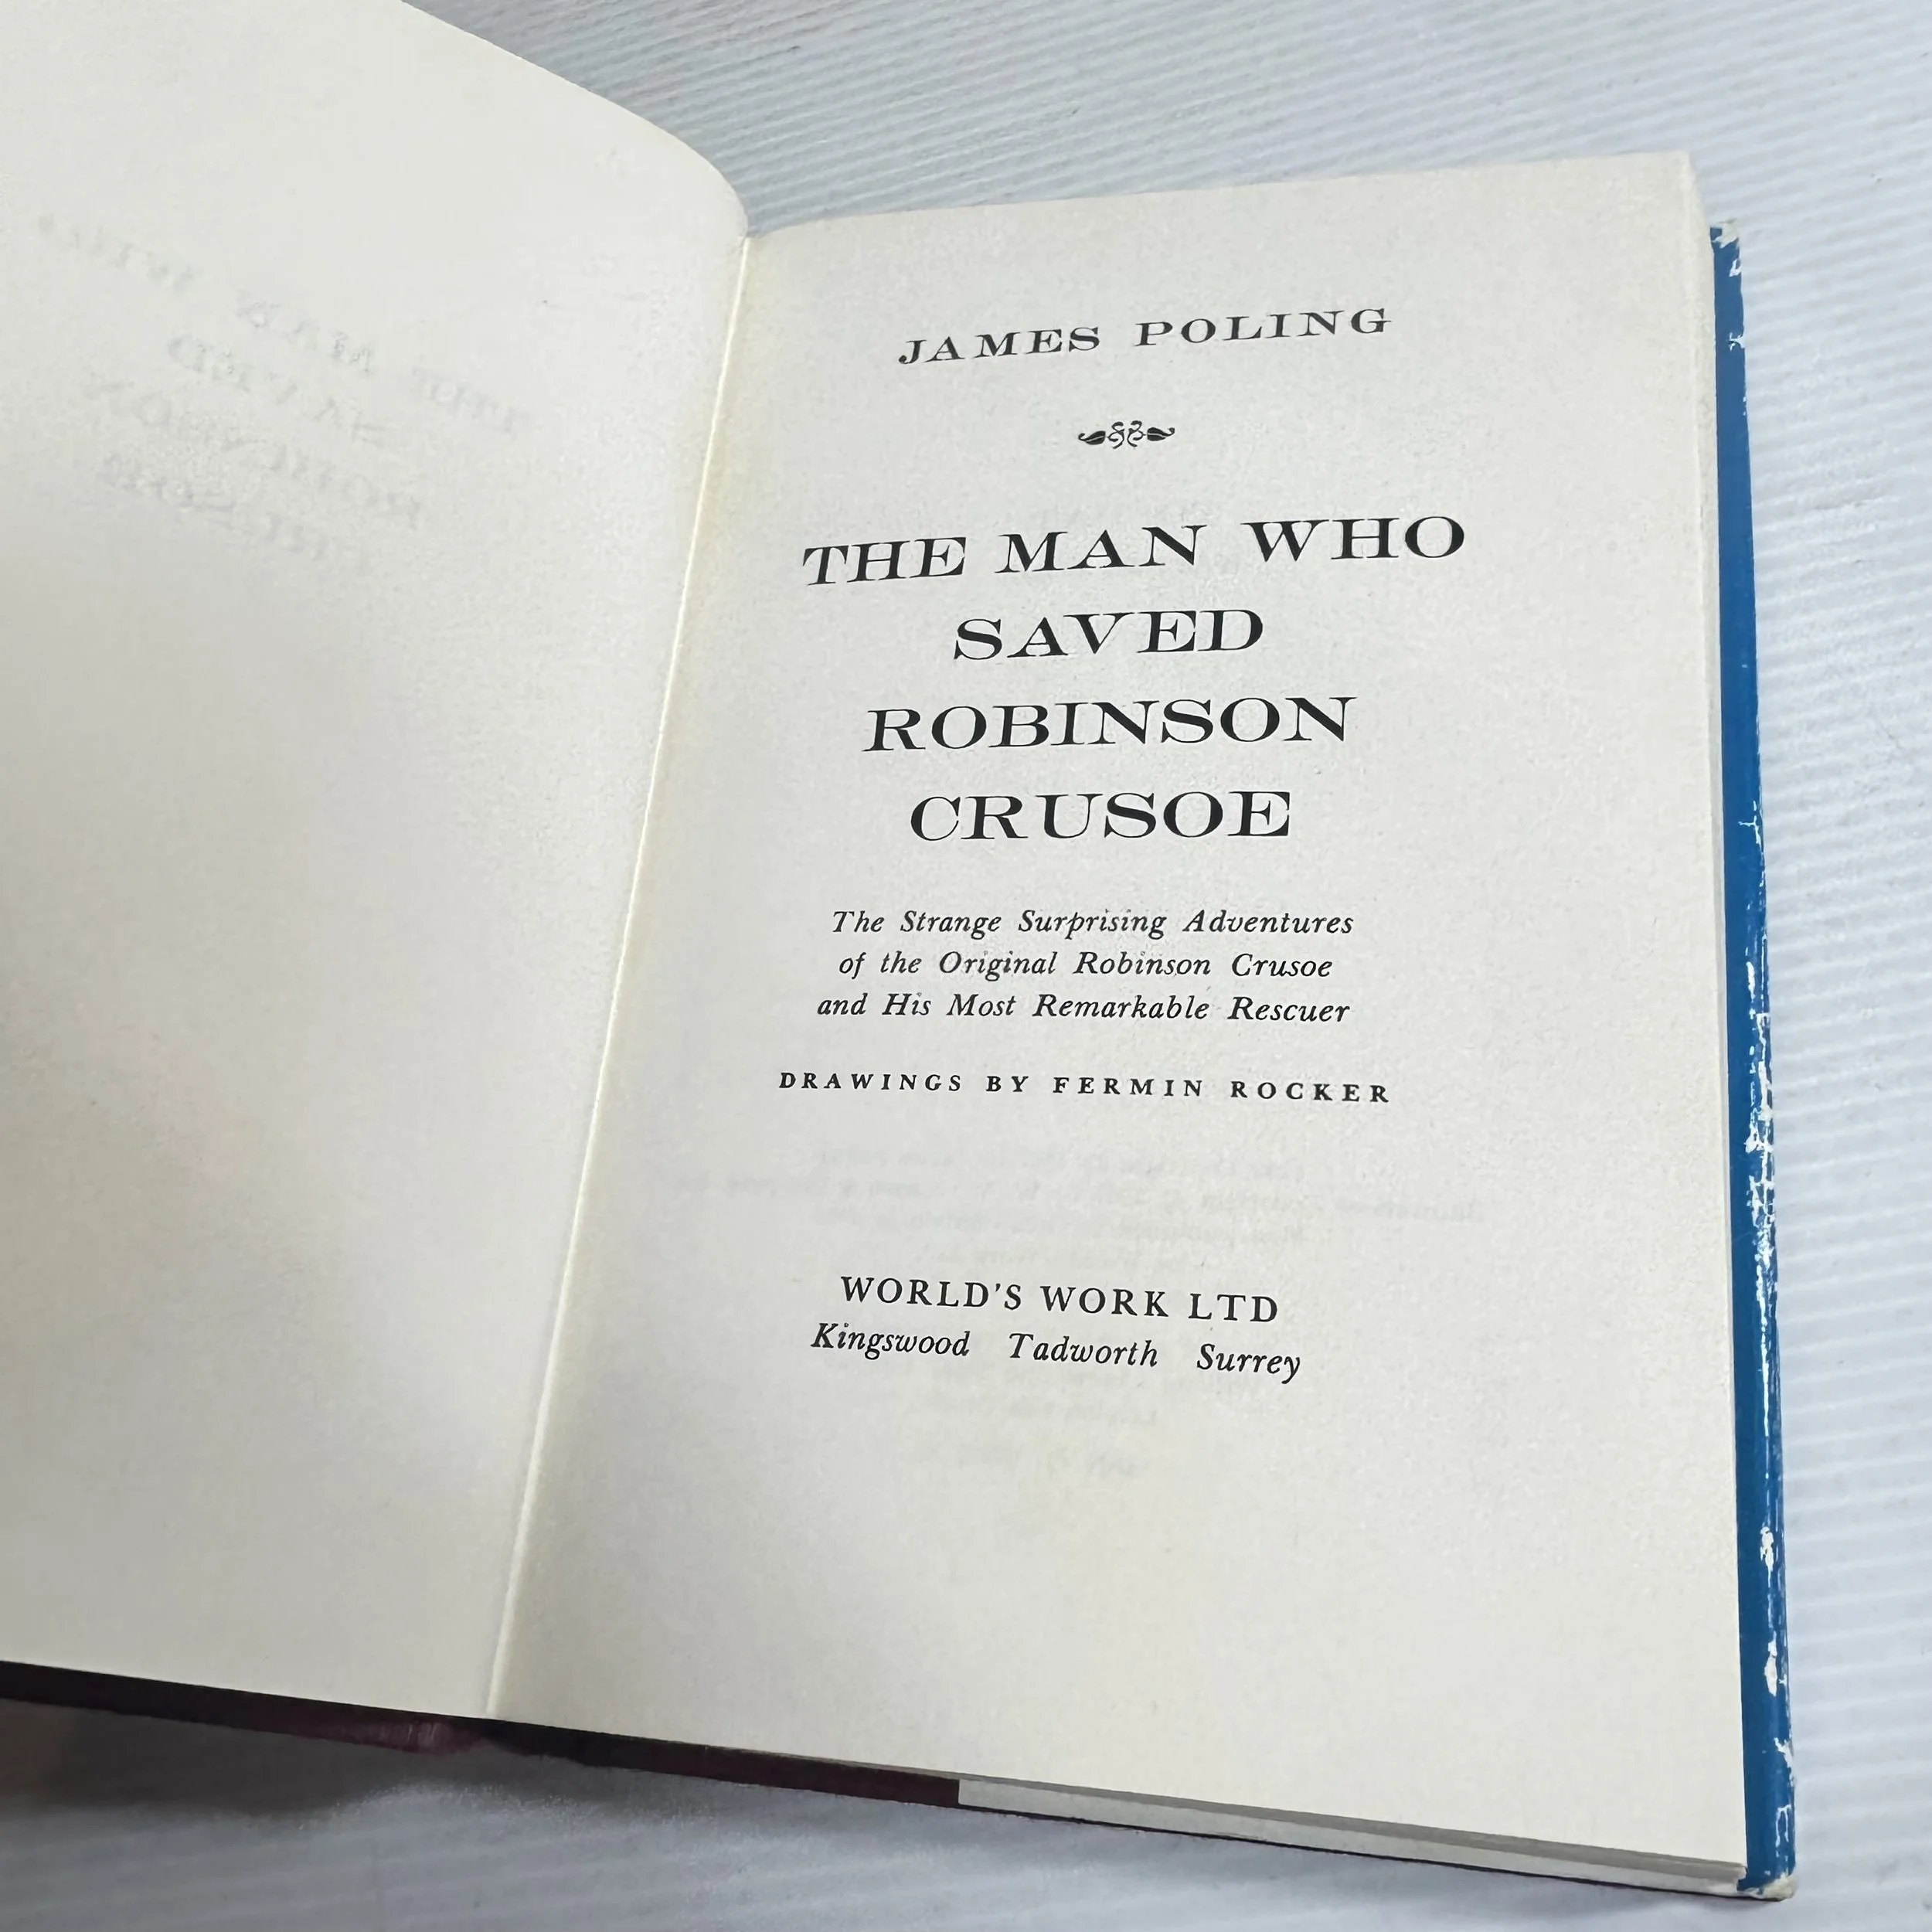 JAMES POLING
THE MAN WHO
SAVED
ROBINSON
CRUSOE
The Strange Surprising Adventures
of the Original Robinson Crusoe
and His Most Remarkable Rescuer
DRAWINGS BY FERMIN ROCKER
WORLD'S WORK LTD
Kingswood Tadworth Surrey